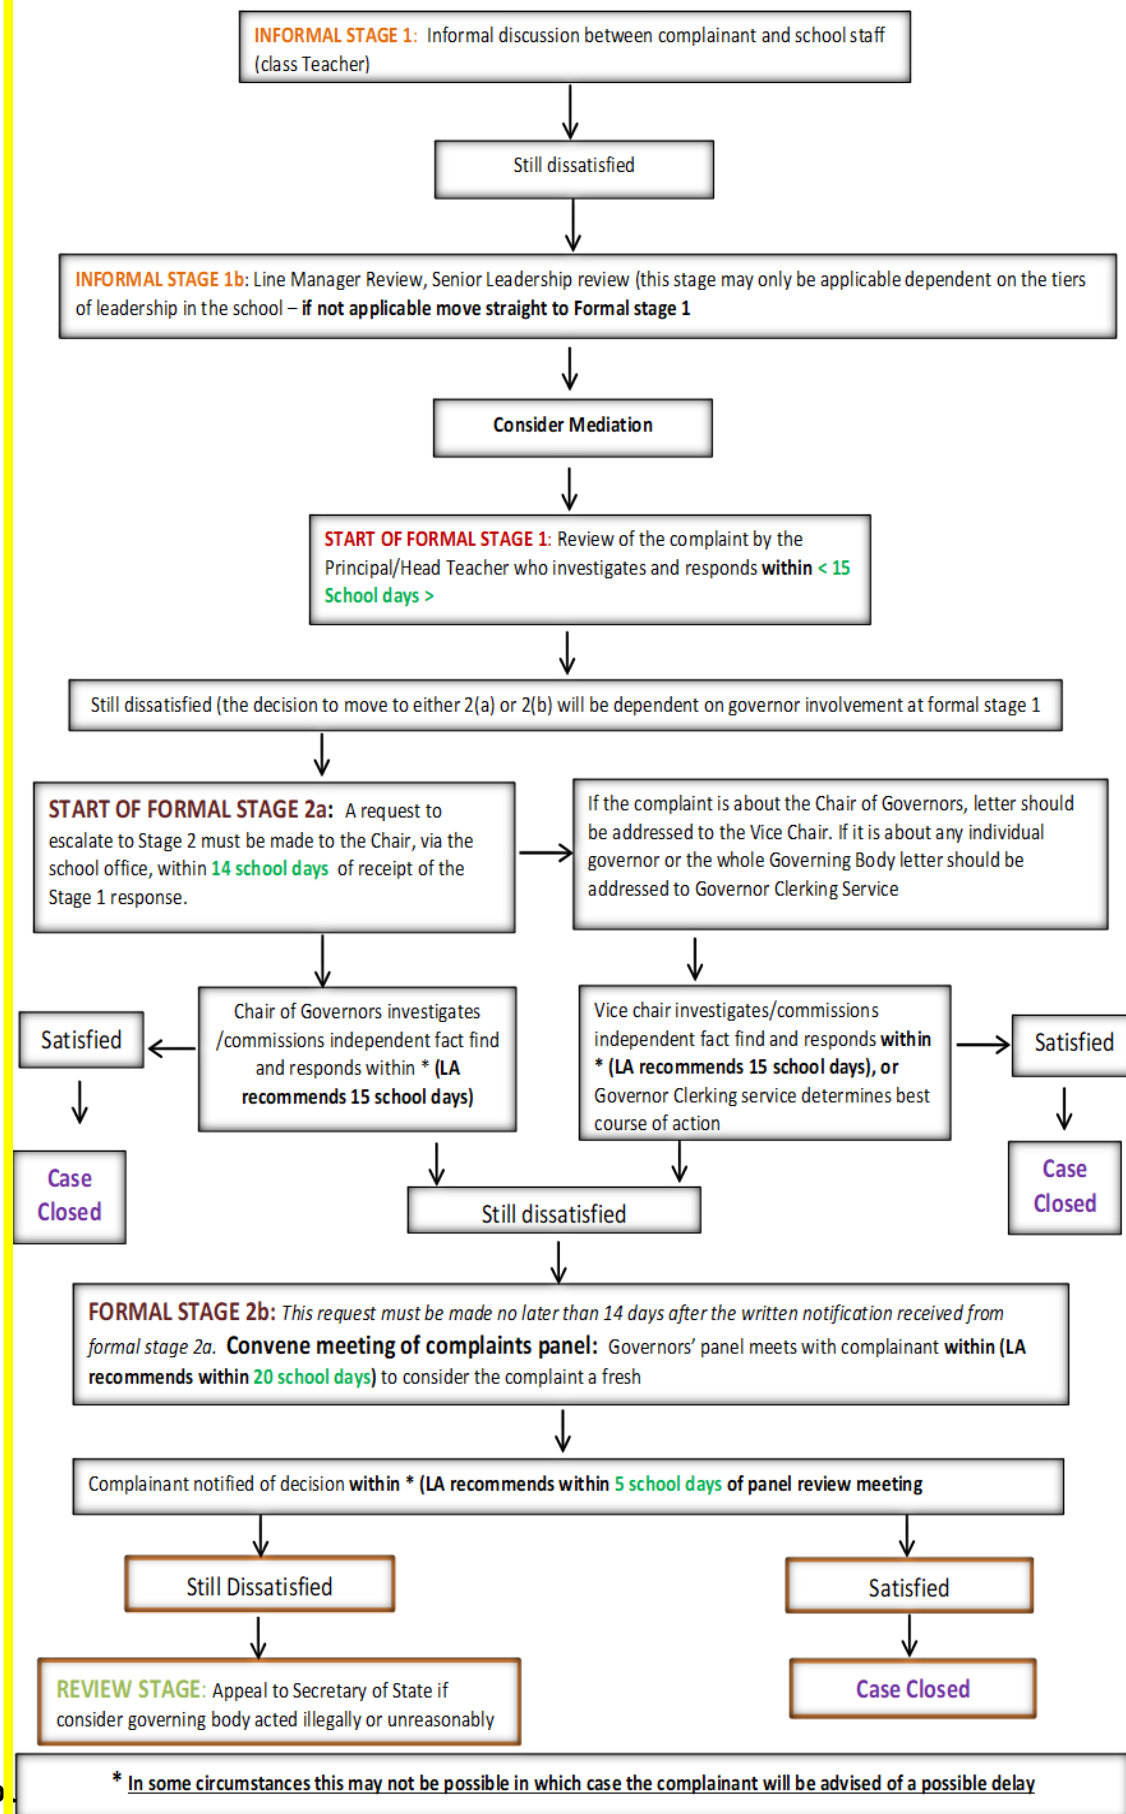 INFORMAL STAGE 1: Informal discussion between complainant and school staff
(class Teacher)
Still dissatisfied
INFORMAL STAGE 1b: Line Manager Review, Senior Leadership review (this stage may only be applicable dependent on the tiers
of leadership in the school – if not applicable move straight to Formal stage 1
Consider Mediation
START OF FORMAL STAGE 1: Review of the complaint by the
Principal/Head Teacher who investigates and responds within < 15
School days >
Still dissatisfied (the decision to move to either 2(a) or 2(b) will be dependent on governor involvement at formal stage 1
START OF FORMAL STAGE 2a: A request to
escalate to Stage 2 must be made to the Chair, via the
school office, within 14 school days of receipt of the
Stage 1 response.
If the complaint is about the Chair of Governors, letter should
be addressed to the Vice Chair. If it is about any individual
governor or the whole Governing Body letter should be
addressed to Governor Clerking Service
Satisfied
Chair of Governors investigates
/commissions independent fact find
and responds within * (LA
recommends 15 school days)
Vice chair investigates/commissions
independent fact find and responds within
* (LA recommends 15 school days), or
Governor Clerking service determines best
course of action
Satisfied
Case
Closed
Case
Closed
Still dissatisfied
FORMAL STAGE 2b: This request must be made no later than 14 days after the written notification received from
formal stage 2a. Convene meeting of complaints panel: Governors' panel meets with complainant within (LA
recommends within 20 school days) to consider the complaint a fresh
Complainant notified of decision within * (LA recommends within 5 school days of panel review meeting
Still Dissatisfied
Satisfied
REVIEW STAGE: Appeal to Secretary of State if
consider governing body acted illegally or unreasonably
Case Closed
* In some circumstances this may not be possible in which case the complainant will be advised of a possible delay